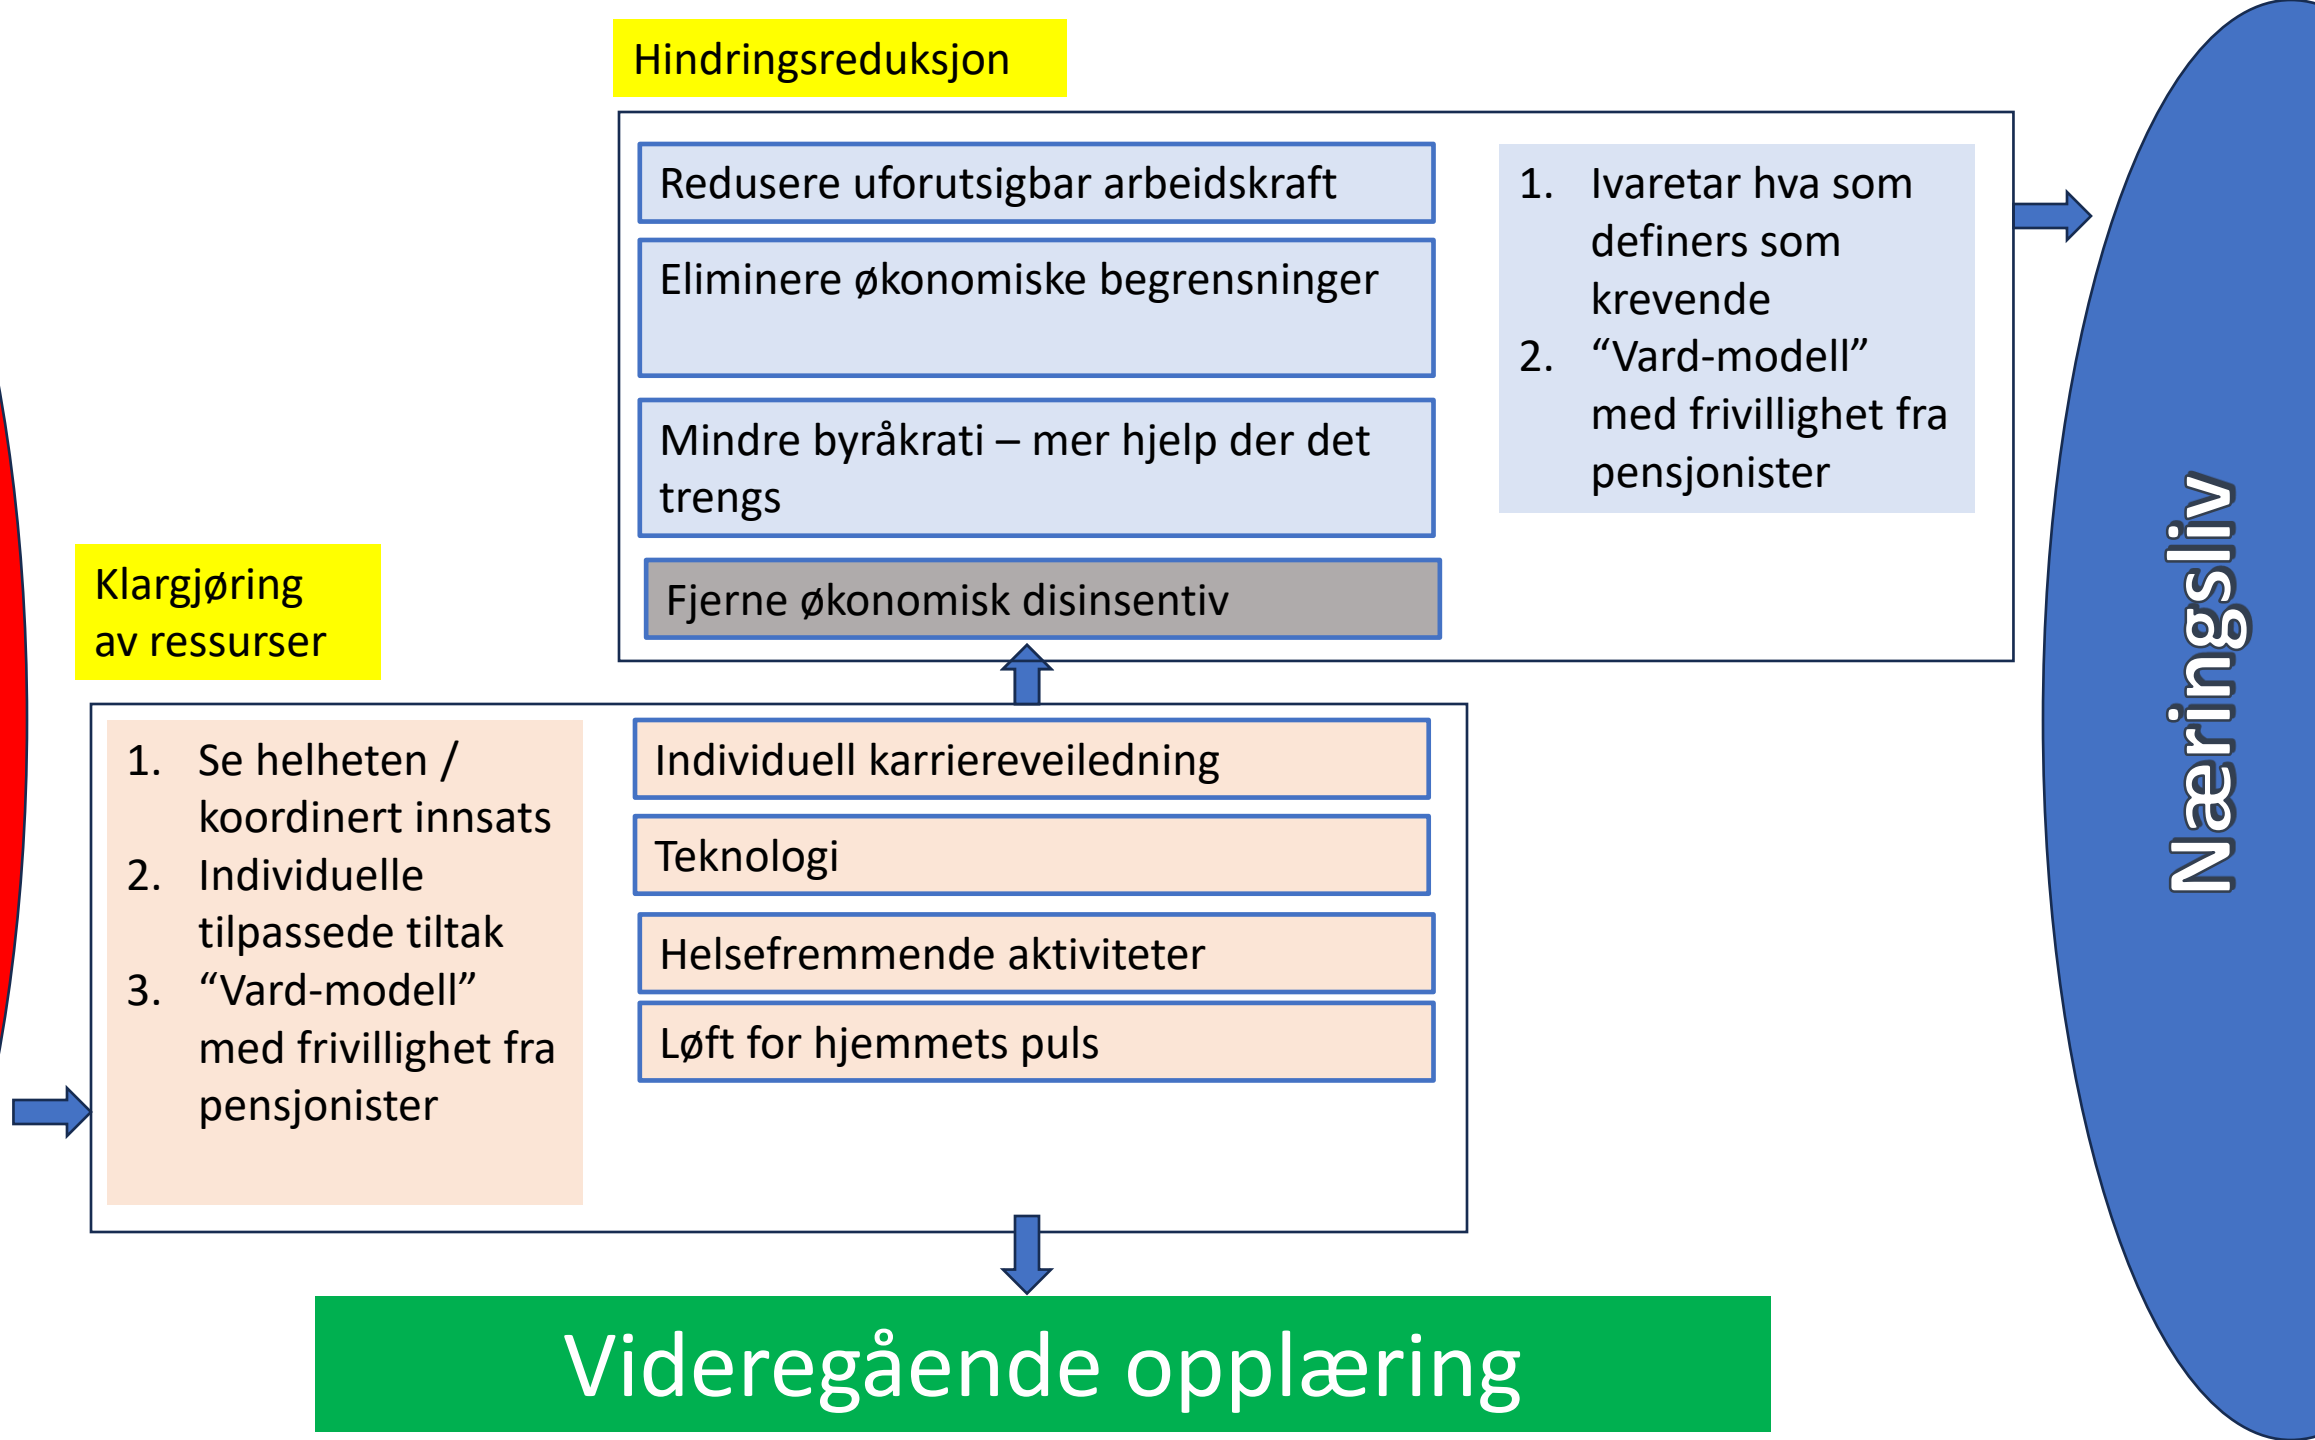 Hindringsreduksjon
Redusere uforutsigbar arbeidskraft
Eliminere økonomiske begrensninger
Mindre byråkrati – mer hjelp der det
trengs
Fjerne økonomisk disinsentiv
1. Ivaretar hva som
definers som
krevende
2. “Vard-modell”
med frivillighet fra
pensjonister
Klargjøring
av ressurser
1. Se helheten /
koordinert innsats
2. Individuelle
tilpassede tiltak
3. “Vard-modell”
med frivillighet fra
pensjonister
Individuell karriereveiledning
Teknologi
Helsefremmende aktiviteter
Løft for hjemmets puls
Videregående opplæring
Næringsliv